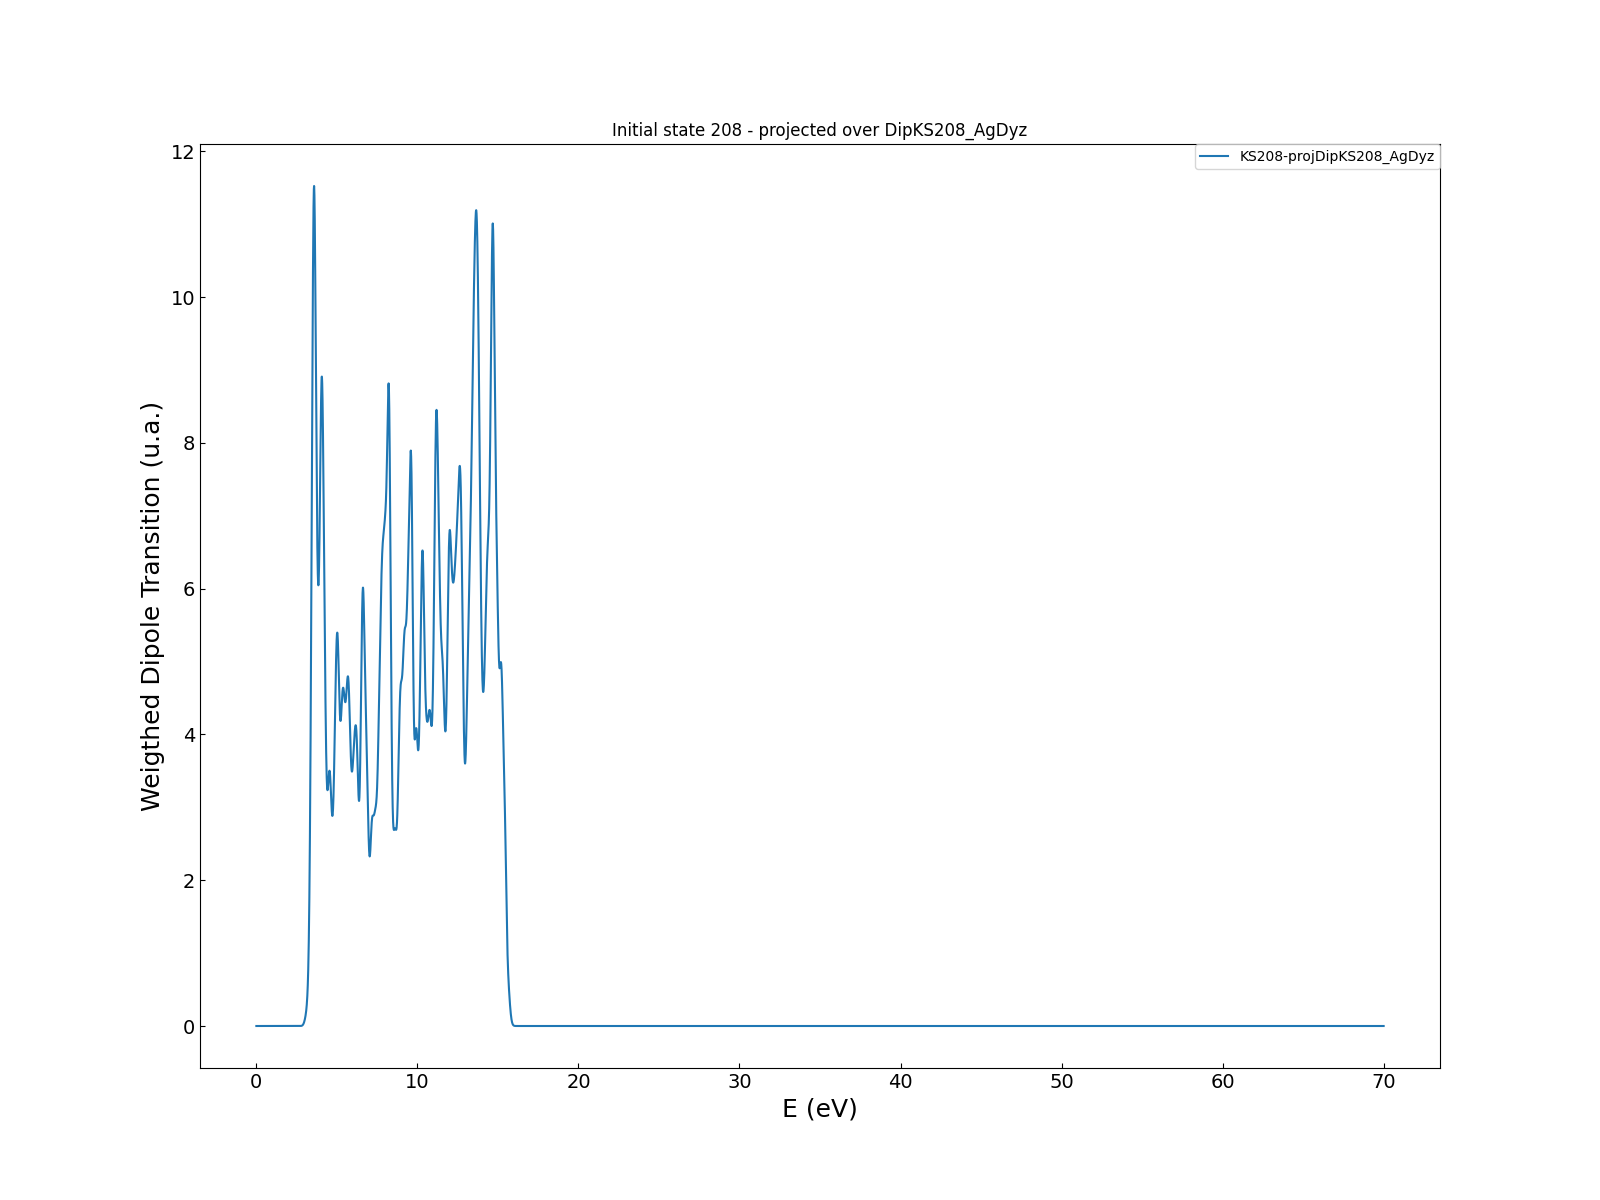 Initial state 208 - projected over DipKS208_AgDyz
KS208-projDipKS208_AgDyz
Weigthed Dipole Transition (u.a.)
12
10
8
6
4
2
0
0 10 20 30 40 50 60 70
E (eV)